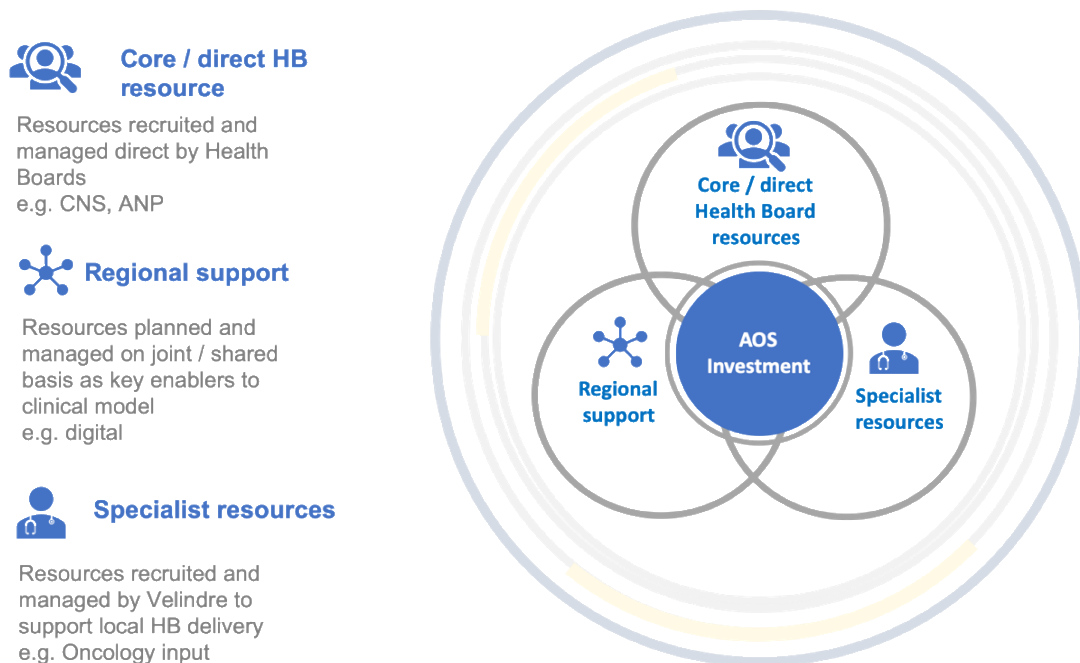 Core / direct HB
resource
Resources recruited and
managed direct by Health
Boards
e.g. CNS, ANP
Regional support
Resources planned and
managed on joint / shared
basis as key enablers to
clinical model
e.g. digital
Specialist resources
Resources recruited and
managed by Velindre to
support local HB delivery
e.g. Oncology input
Core / direct
Health Board
resources
AOS
Investment
Regional
support
Specialist
resources